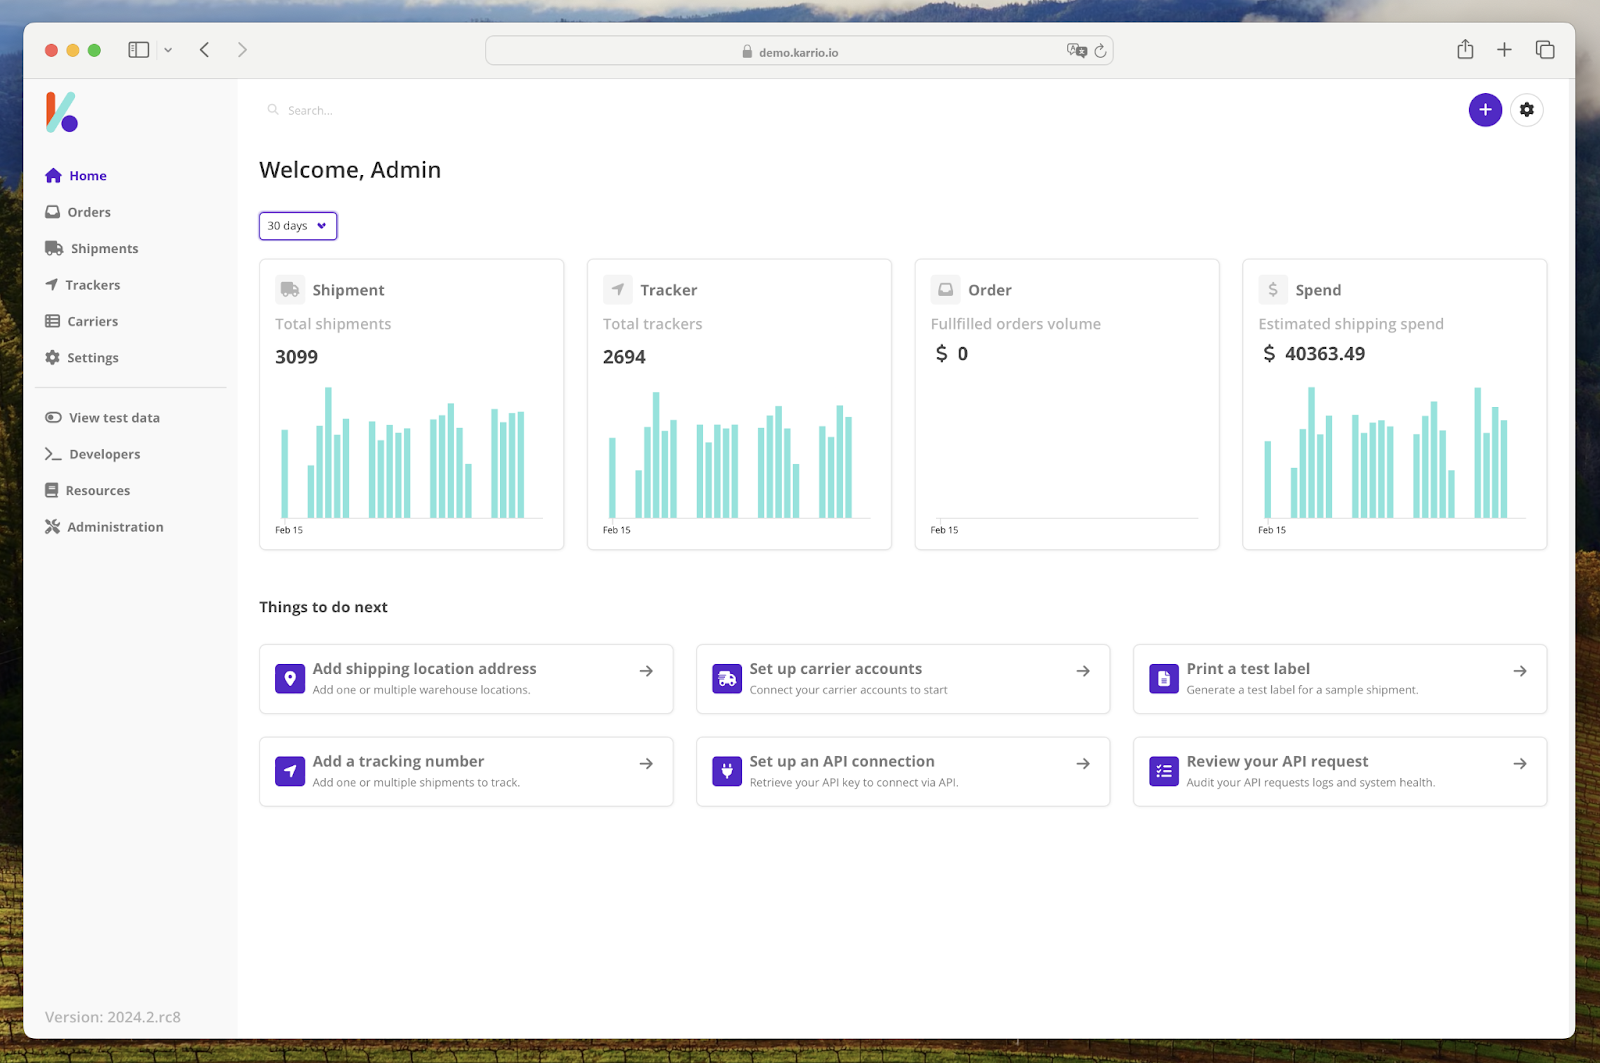 demo.karrio.io
Search...
Welcome, Admin
30 days
Home
Orders
Shipments
Trackers
Carriers
Settings
View test data
Developers
Resources
Administration
Version: 2024.2.rc8
Shipment
Total shipments
3099
Feb 15
Tracker
Total trackers
2694
Feb 15
Order
Fullfilled orders volume
$ 0
Feb 15
Spend
Estimated shipping spend
$ 40363.49
Feb 15
Things to do next
Add shipping location address
Add one or multiple warehouse locations.
Set up carrier accounts
Connect your carrier accounts to start
Print a test label
Generate a test label for a sample shipment.
Add a tracking number
Add one or multiple shipments to track.
Set up an API connection
Retrieve your API key to connect via API.
Review your API request
Audit your API requests logs and system health.